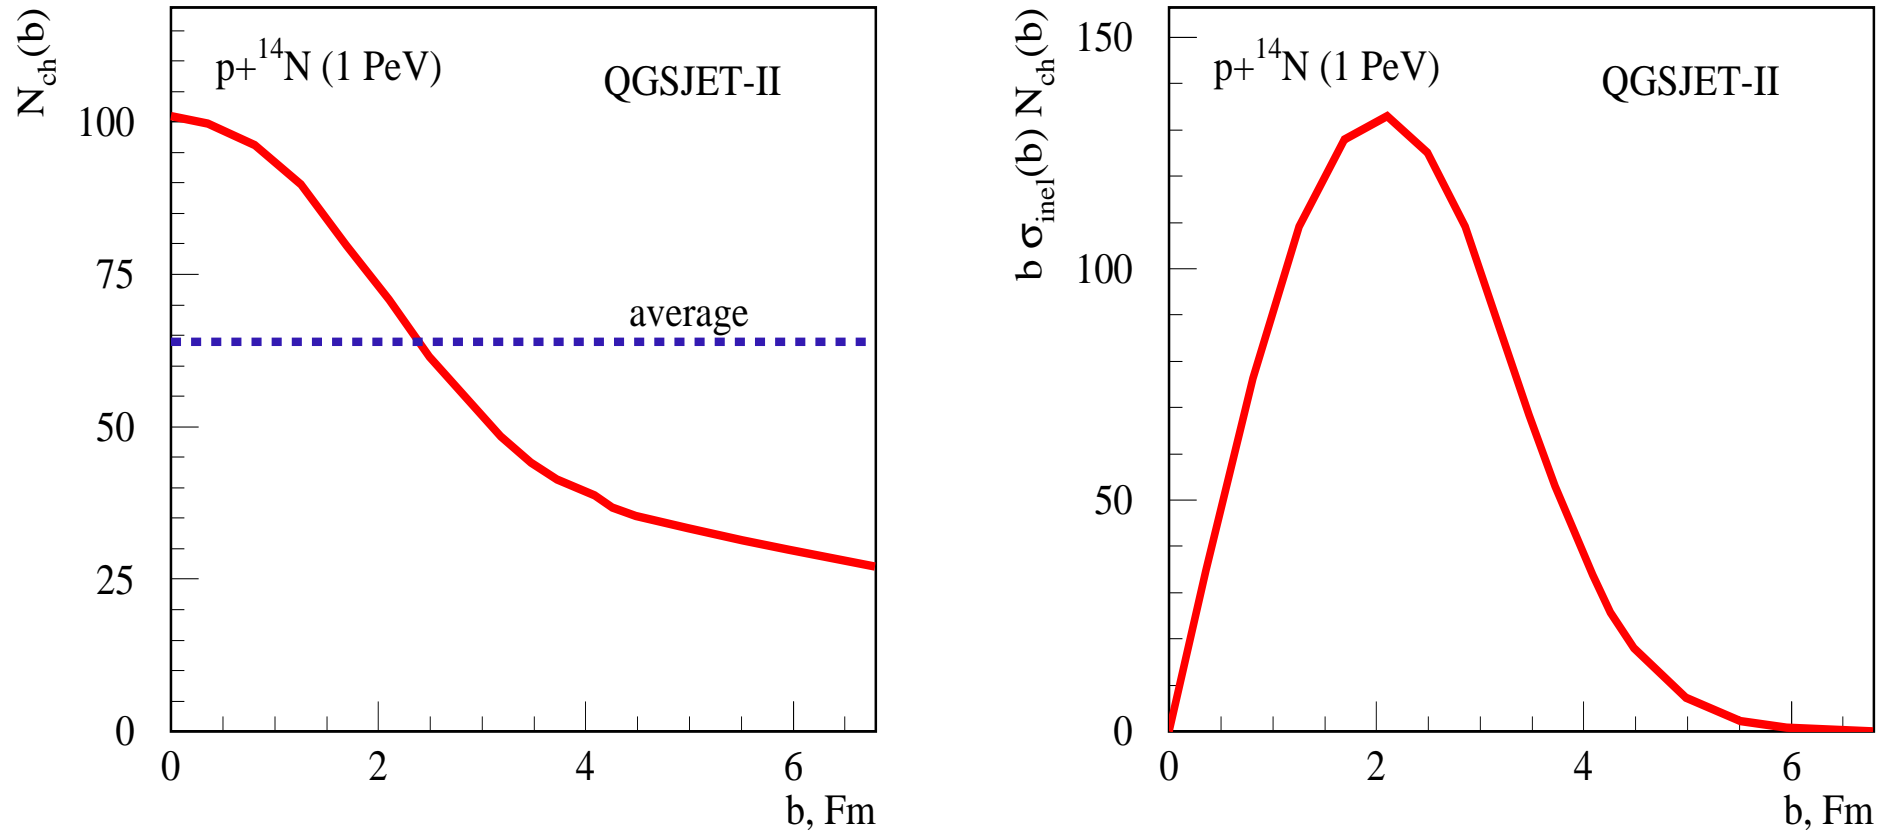 N_ch(b)
p+^14N (1 PeV)
QGSJET-II
average
100
75
50
25
0
0 2 4 6
b, Fm
b σ_inel(b) N_ch(b)
p+^14N (1 PeV)
QGSJET-II
150
100
50
0
0 2 4 6
b, Fm